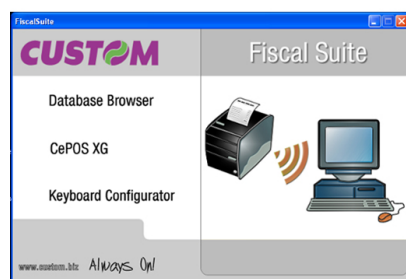 FiscalSuite
CUSTOM
Fiscal Suite
Database Browser
CePOS XG
Keyboard Configurator
www.custom.biz Always On!